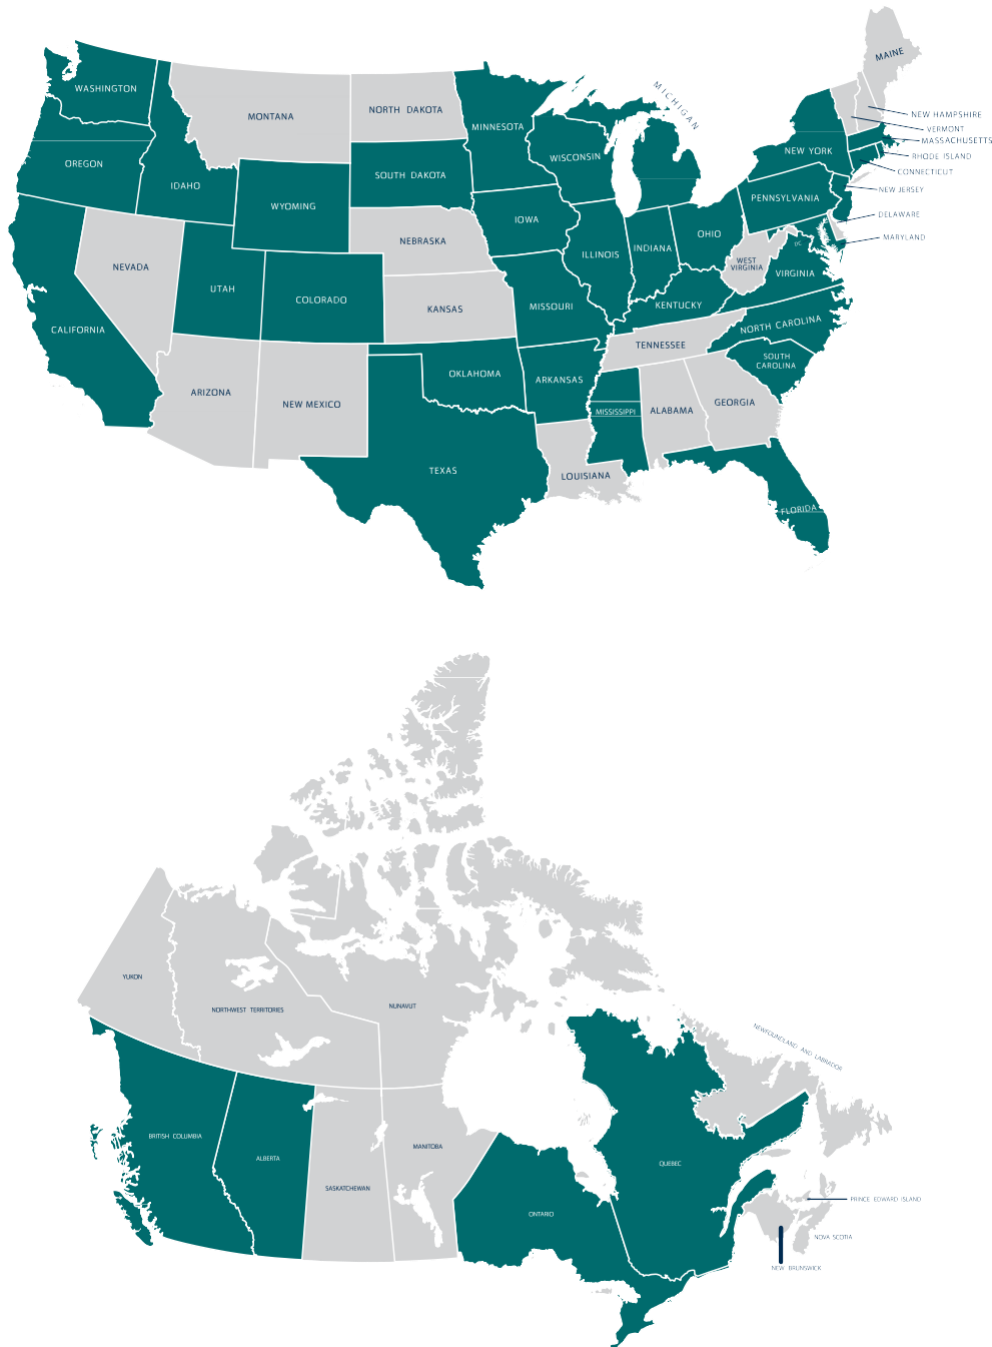 MAINE
WASHINGTON
MICHIGAN
MONTANA
NORTH DAKOTA
NEW HAMPSHIRE
MINNESOTA
VERMONT
MASSACHUSETTS
NEW YORK
WISCONSIN
RHODE ISLAND
OREGON
CONNECTICUT
SOUTH DAKOTA
IDAHO
NEW JERSEY
PENNSYLVANIA
WYOMING
DELAWARE
IOWA
OHIO
MARYLAND
NEBRASKA
INDIANA
DC
ILLINOIS
WEST
VIRGINIA
NEVADA
VIRGINIA
UTAH
COLORADO
KENTUCKY
MISSOURI
KANSAS
NORTH CAROLINA
CALIFORNIA
TENNESSEE
SOUTH
CAROLINA
OKLAHOMA
ARKANSAS
ARIZONA
NEW MEXICO
GEORGIA
MISSISSIPPI
ALABAMA
TEXAS
LOUISIANA
FLORIDA
YUKON
NUNAVUT
NORTHWEST TERRITORIES
NEWFOUNDLAND AND LABRADOR
BRITISH COLUMBIA
MANITOBA
ALBERTA
QUEBEC
SASKATCHEWAN
PRINCE EDWARD ISLAND
ONTARIO
NOVA SCOTIA
NEW BRUNSWICK